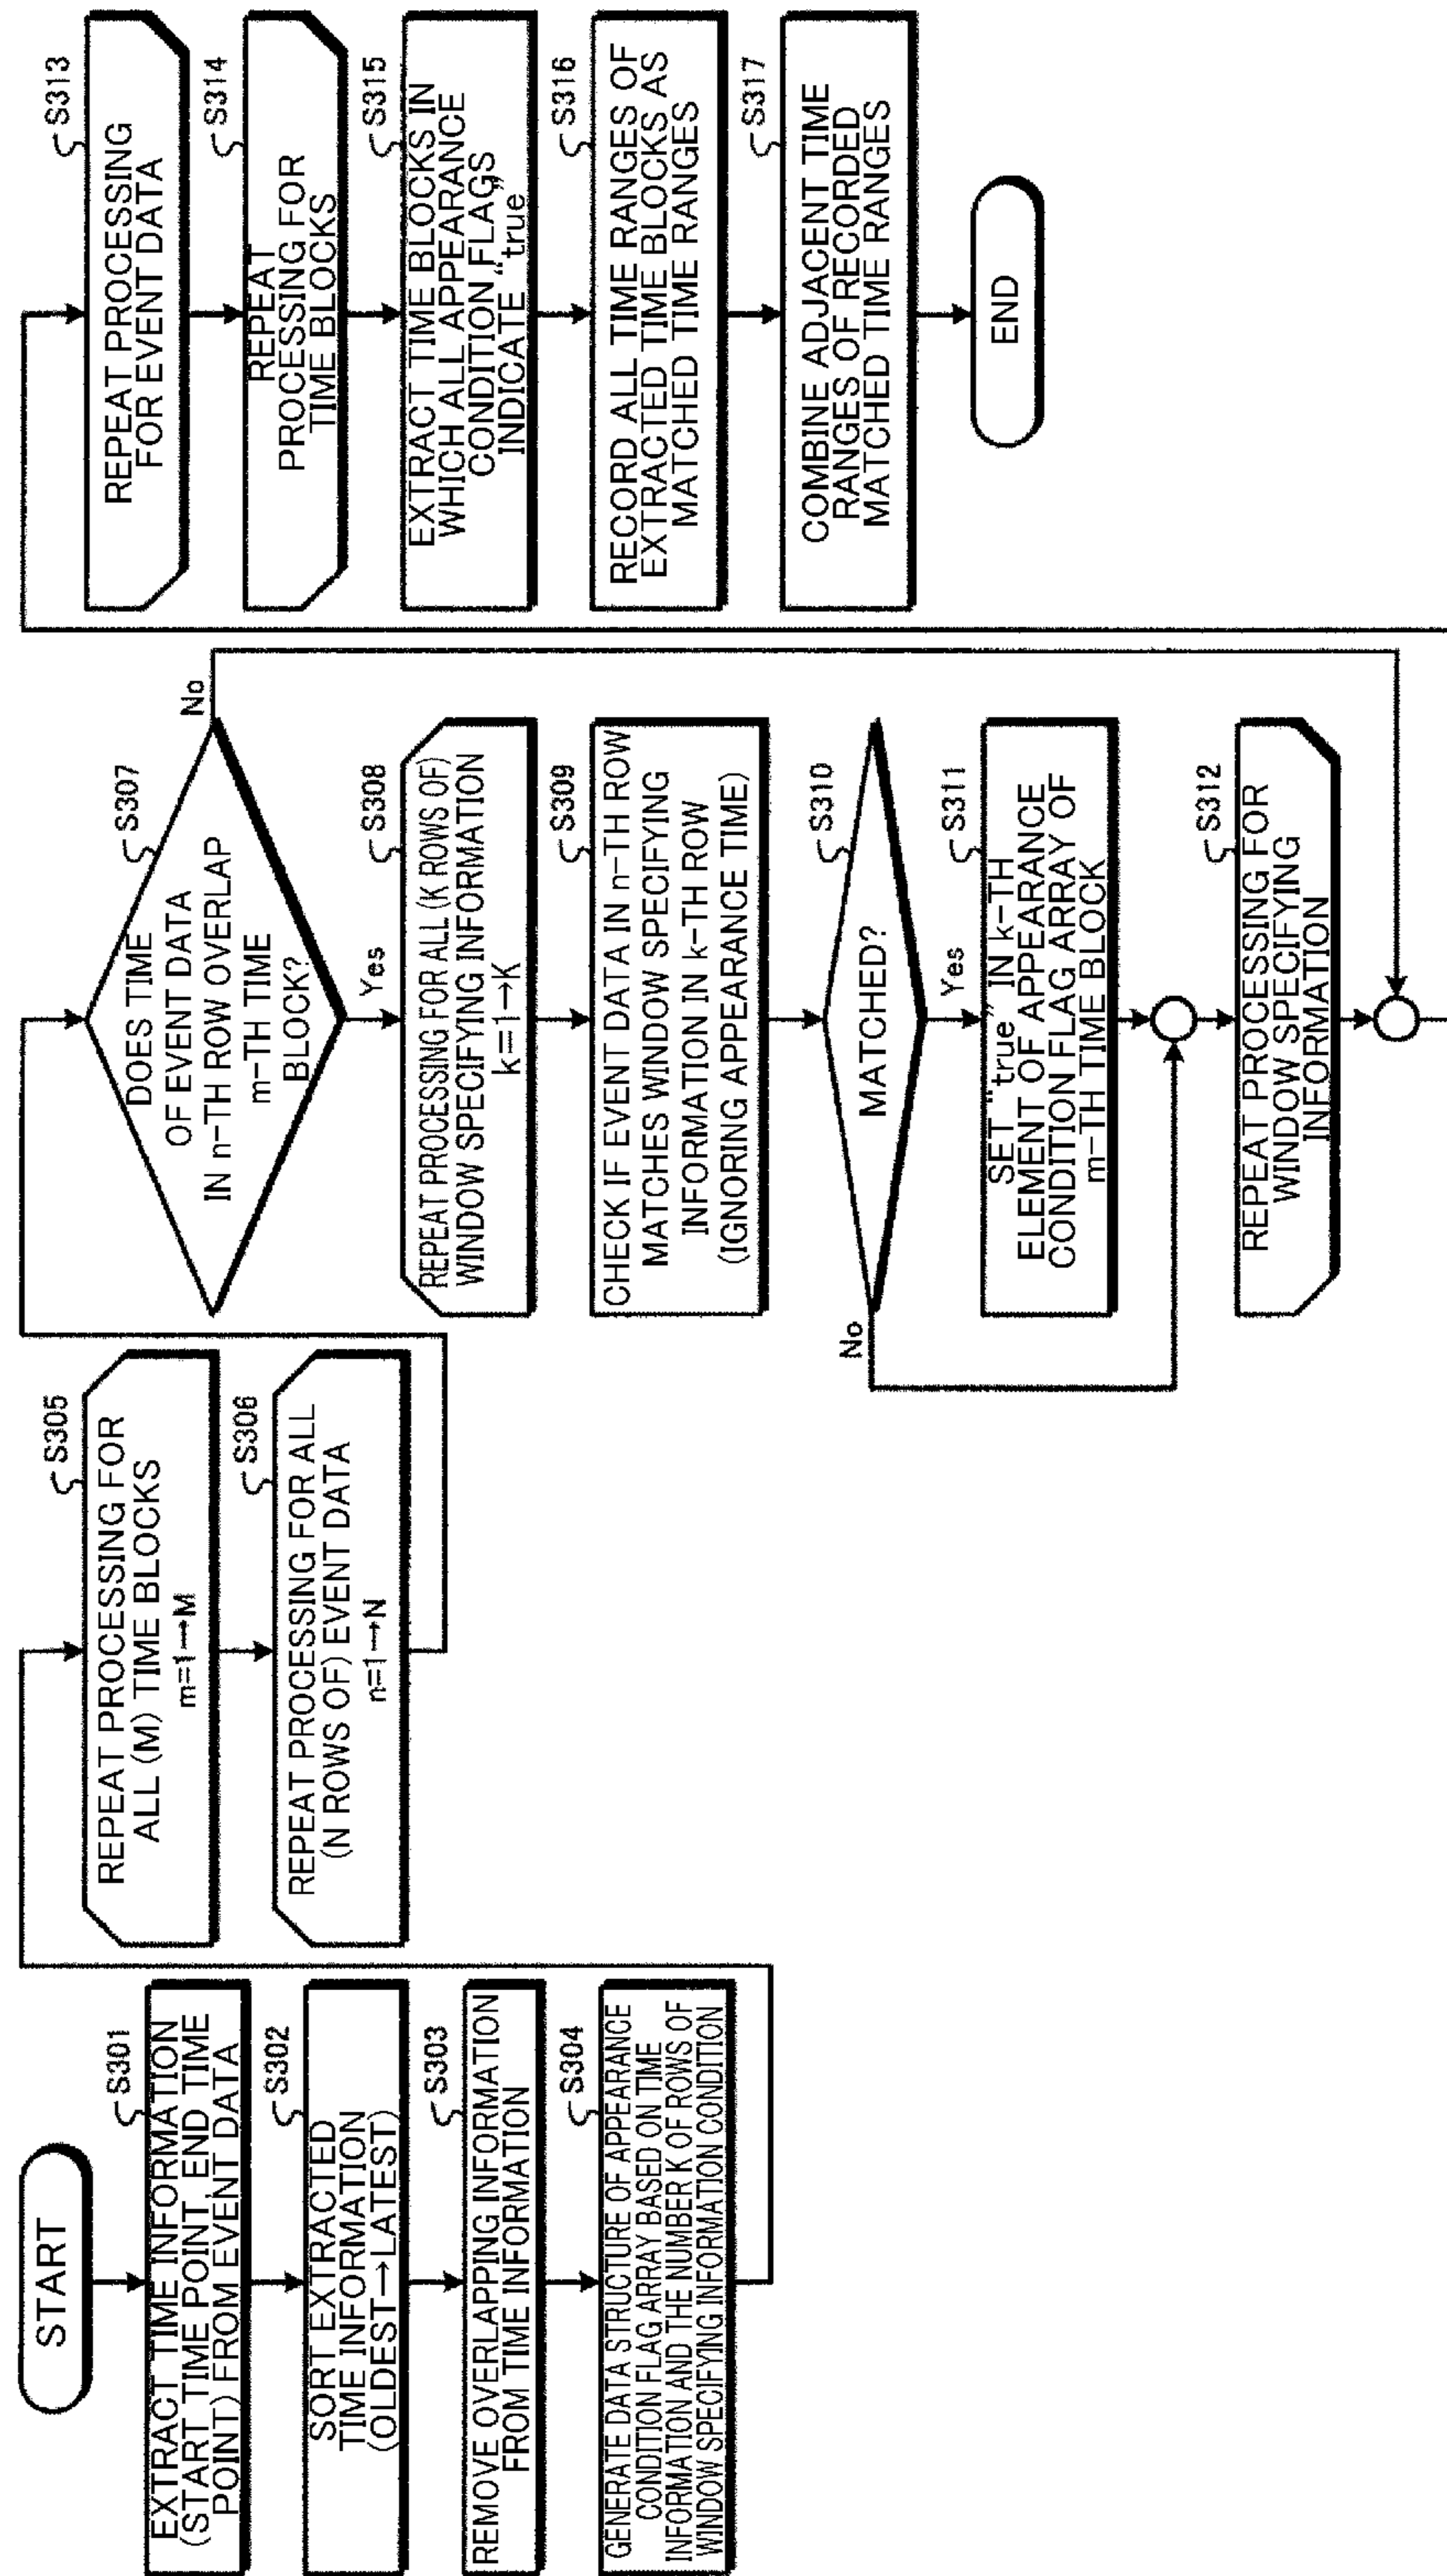 START
S301
EXTRACT TIME INFORMATION
(START TIME POINT, END TIME
POINT) FROM EVENT DATA
S302
SORT EXTRACTED
TIME INFORMATION
(OLDEST→LATEST)
S303
REMOVE OVERLAPPING INFORMATION
FROM TIME INFORMATION
S304
GENERATE DATA STRUCTURE OF APPEARANCE
CONDITION FLAG ARRAY BASED ON TIME
INFORMATION AND THE NUMBER K OF ROWS OF
WINDOW SPECIFYING INFORMATION CONDITION
S305
REPEAT PROCESSING FOR
ALL (M) TIME BLOCKS
m=1→M
S306
REPEAT PROCESSING FOR ALL
(N ROWS OF) EVENT DATA
n=1→N
S307
DOES TIME
OF EVENT DATA
IN n-TH ROW OVERLAP
m-TH TIME
BLOCK?
No
Yes
S308
REPEAT PROCESSING FOR ALL (K ROWS OF)
WINDOW SPECIFYING INFORMATION
k=1→K
S309
CHECK IF EVENT DATA IN n-TH ROW
MATCHES WINDOW SPECIFYING
INFORMATION IN k-TH ROW
(IGNORING APPEARANCE TIME)
S310
MATCHED?
No
Yes
S311
SET "true" IN k-TH
ELEMENT OF APPEARANCE
CONDITION FLAG ARRAY OF
m-TH TIME BLOCK
S312
REPEAT PROCESSING FOR
WINDOW SPECIFYING
INFORMATION
S313
REPEAT PROCESSING
FOR EVENT DATA
S314
REPEAT
PROCESSING FOR
TIME BLOCKS
S315
EXTRACT TIME BLOCKS IN
WHICH ALL APPEARANCE
CONDITION FLAGS
INDICATE "true"
S316
RECORD ALL TIME RANGES OF
EXTRACTED TIME BLOCKS AS
MATCHED TIME RANGES
S317
COMBINE ADJACENT TIME
RANGES OF RECORDED
MATCHED TIME RANGES
END